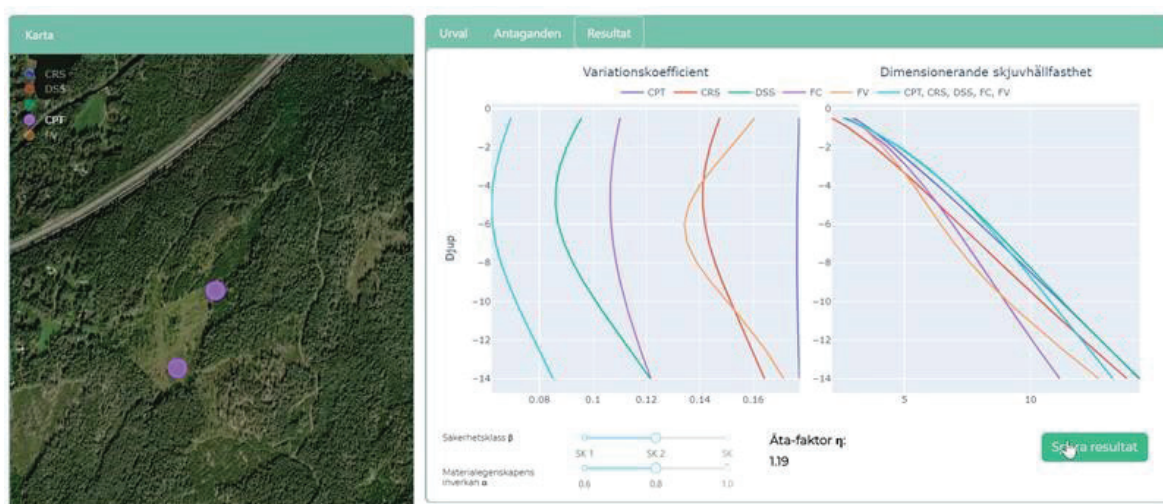 Karta
CRS
DSS
CPT
FV
Urval Antaganden Resultat
Variationskoefficient
CPT CRS DSS FC FV CPT, CRS, DSS, FC, FV
Dimensionerande skjuvhällfasthet
Djup
0
−2
−4
−6
−8
−10
−12
−14
0.08 0.1 0.12 0.14 0.16
0
−2
−4
−6
−8
−10
−12
−14
5 10
Säkerhetsklass β
SK 1 SK 2 SK
Materialegenskapens
inverkan α
0.6 0.8 1.0
Äta-faktor η:
1.19
resultat